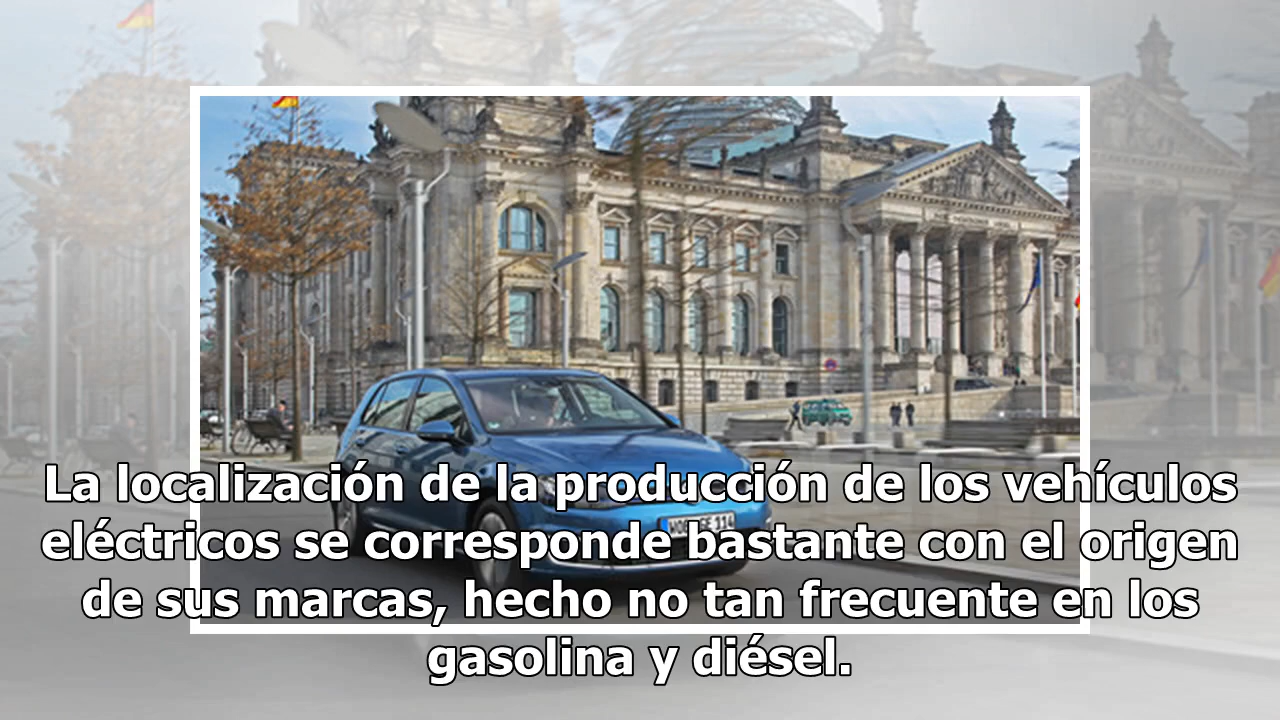 La localización de la producción de los vehículos
eléctricos se corresponde bastante con el origen
de sus marcas, hecho no tan frecuente en los
gasolina y diésel.